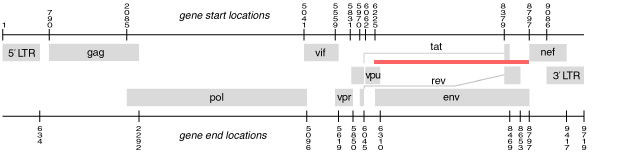 1 790 2085 gene start locations 5041 5559 5831 5970 6062 6225 8379 8797 9086
5′ LTR gag vif tat nef
vpu rev 3′ LTR
pol vpr env
634 2292 gene end locations 5096 5619 5850 6045 6310 8469 8653 8797 9417 9719